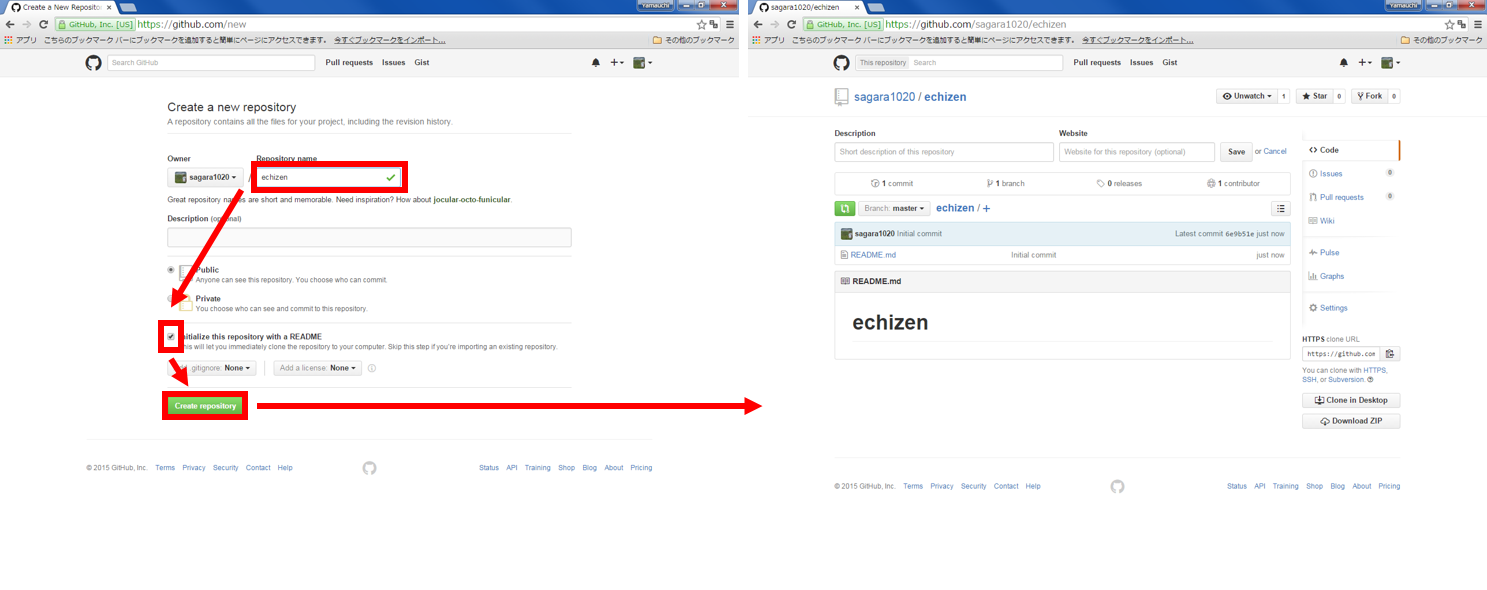 Create a New Reposito
Yamauchi
GitHub, Inc. [US] https://github.com/new
アプリ こちらのブックマーク バーにブックマークを追加すると簡単にページにアクセスできます。 今すぐブックマークをインポート... その他のブックマーク
Search GitHub Pull requests Issues Gist
Create a new repository
A repository contains all the files for your project, including the revision history.
Owner Repository name
sagara1020 / echizen
Great repository names are short and memorable. Need inspiration? How about jocular-octo-funicular.
Description (optional)
Public
Anyone can see this repository. You choose who can commit.
Private
You choose who can see and commit to this repository.
Initialize this repository with a README
This will let you immediately clone the repository to your computer. Skip this step if you're importing an existing repository.
.gitignore: None Add a license: None
Create repository
© 2015 GitHub, Inc. Terms Privacy Security Contact Help Status API Training Shop Blog About Pricing
sagara1020/echizen
Yamauchi
GitHub, Inc. [US] https://github.com/sagara1020/echizen
アプリ こちらのブックマーク バーにブックマークを追加すると簡単にページにアクセスできます。 今すぐブックマークをインポート... その他のブックマーク
This repository Search Pull requests Issues Gist
sagara1020 / echizen Unwatch 1 Star 0 Fork 0
Description Website
Short description of this repository Website for this repository (optional) Save or Cancel
1 commit 1 branch 0 releases 1 contributor
Branch: master echizen / +
sagara1020 Initial commit Latest commit 6e9b51e just now
README.md Initial commit just now
README.md
echizen
Code
Issues 0
Pull requests 0
Wiki
Pulse
Graphs
Settings
HTTPS clone URL
https://github.com
You can clone with HTTPS,
SSH, or Subversion.
Clone in Desktop
Download ZIP
© 2015 GitHub, Inc. Terms Privacy Security Contact Help Status API Training Shop Blog About Pricing